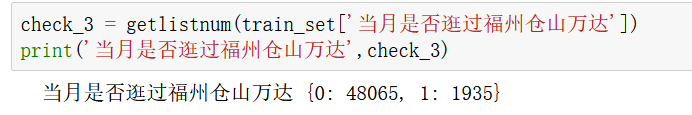 check_3 = getlistnum(train_set['当月是否逛过福州仓山万达'])
print('当月是否逛过福州仓山万达',check_3)
当月是否逛过福州仓山万达 {0: 48065, 1: 1935}